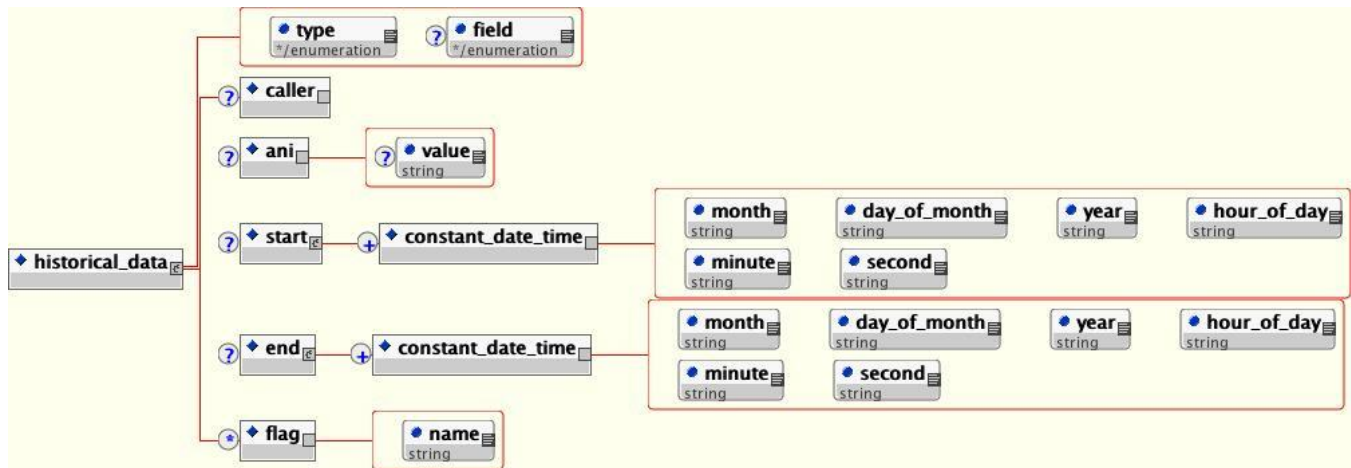 type
*/enumeration
? field
*/enumeration
? caller
? ani
? value
string
month
string
day_of_month
string
year
string
hour_of_day
string
? start
+ constant_date_time
minute
string
second
string
historical_data
month
string
day_of_month
string
year
string
hour_of_day
string
? end
+ constant_date_time
minute
string
second
string
* flag
name
string